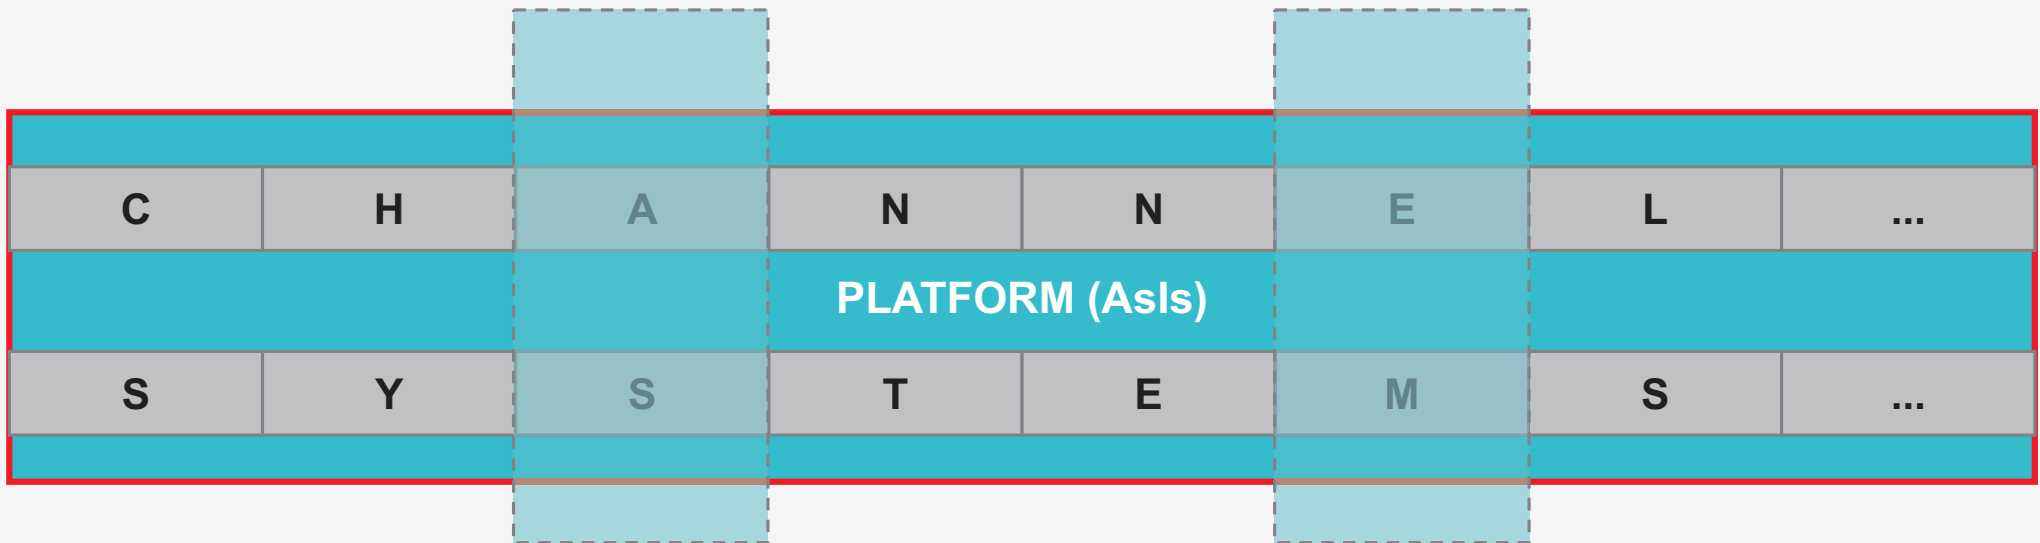 C H A N N E L ...
PLATFORM (AsIs)
S Y S T E M S ...